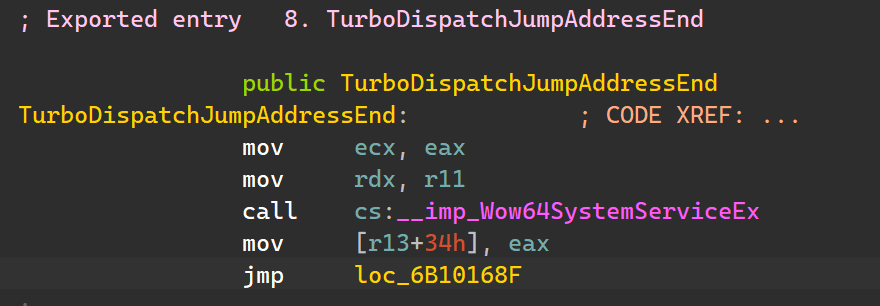 ; Exported entry   8. TurboDispatchJumpAddressEnd
public TurboDispatchJumpAddressEnd
TurboDispatchJumpAddressEnd:             ; CODE XREF: ...
mov     ecx, eax
mov     rdx, r11
call    cs:__imp_Wow64SystemServiceEx
mov     [r13+34h], eax
jmp     loc_6B10168F